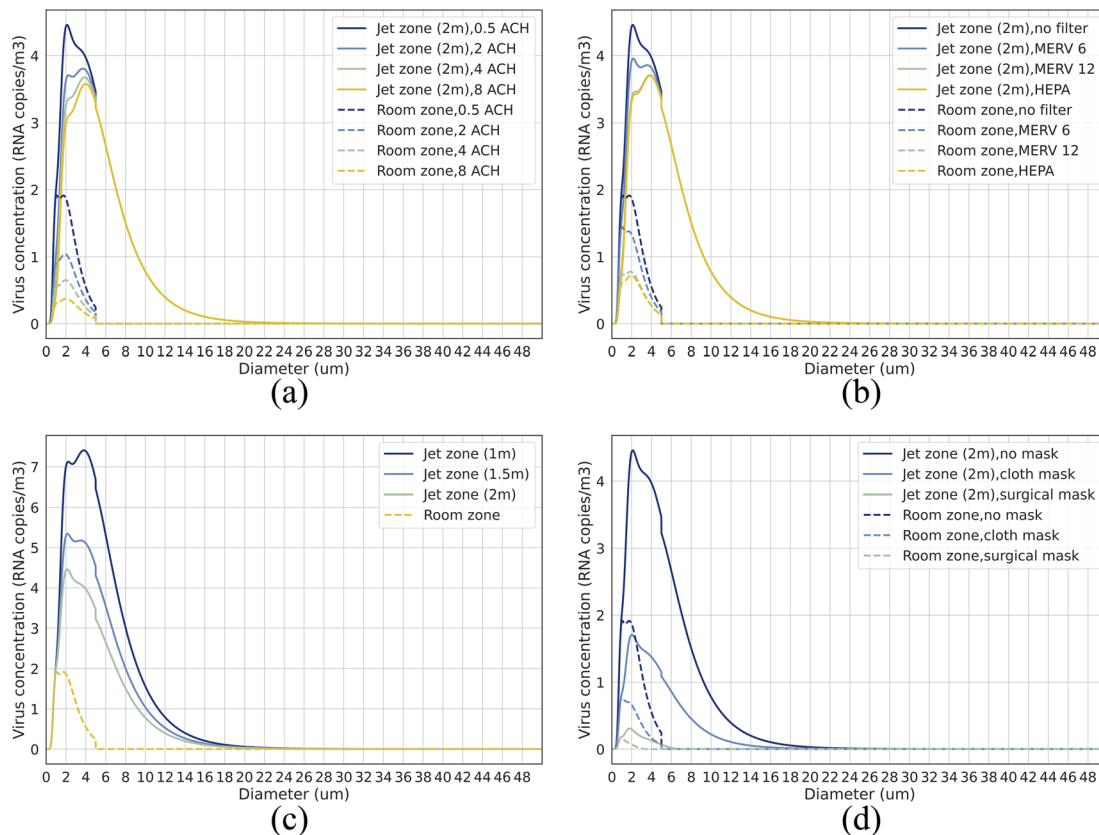 Jet zone (2m),0.5 ACH
Jet zone (2m),2 ACH
Jet zone (2m),4 ACH
Jet zone (2m),8 ACH
Room zone,0.5 ACH
Room zone,2 ACH
Room zone,4 ACH
Room zone,8 ACH
Virus concentration (RNA copies/m3)
4
3
2
1
0
0 2 4 6 8 10 12 14 16 18 20 22 24 26 28 30 32 34 36 38 40 42 44 46 48
Diameter (um)
(a)
Jet zone (2m),no filter
Jet zone (2m),MERV 6
Jet zone (2m),MERV 12
Jet zone (2m),HEPA
Room zone,no filter
Room zone,MERV 6
Room zone,MERV 12
Room zone,HEPA
Virus concentration (RNA copies/m3)
4
3
2
1
0
0 2 4 6 8 10 12 14 16 18 20 22 24 26 28 30 32 34 36 38 40 42 44 46 48
Diameter (um)
(b)
Jet zone (1m)
Jet zone (1.5m)
Jet zone (2m)
Room zone
Virus concentration (RNA copies/m3)
7
6
5
4
3
2
1
0
0 2 4 6 8 10 12 14 16 18 20 22 24 26 28 30 32 34 36 38 40 42 44 46 48
Diameter (um)
(c)
Jet zone (2m),no mask
Jet zone (2m),cloth mask
Jet zone (2m),surgical mask
Room zone,no mask
Room zone,cloth mask
Room zone,surgical mask
Virus concentration (RNA copies/m3)
4
3
2
1
0
0 2 4 6 8 10 12 14 16 18 20 22 24 26 28 30 32 34 36 38 40 42 44 46 48
Diameter (um)
(d)